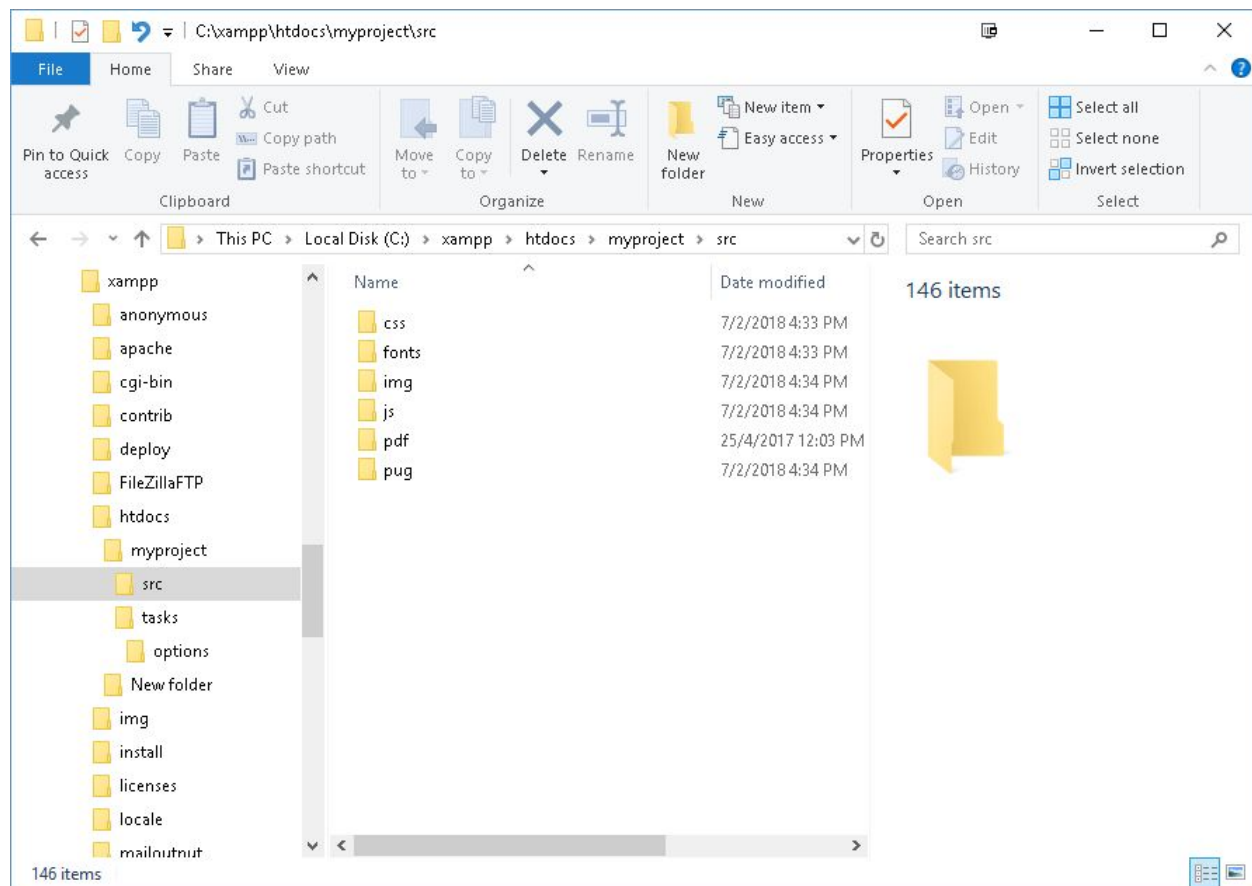 C:\xampp\htdocs\myproject\src
File Home Share View
Pin to Quick access
Copy
Paste
Cut
Copy path
Paste shortcut
Clipboard
Move to
Copy to
Delete
Rename
Organize
New folder
New item
Easy access
New
Properties
Open
Edit
History
Open
Select all
Select none
Invert selection
Select
This PC > Local Disk (C:) > xampp > htdocs > myproject > src
Search src
xampp
anonymous
apache
cgi-bin
contrib
deploy
FileZillaFTP
htdocs
myproject
src
tasks
options
New folder
img
install
licenses
locale
mailoutput
Name Date modified
css 7/2/2018 4:33 PM
fonts 7/2/2018 4:33 PM
img 7/2/2018 4:34 PM
js 7/2/2018 4:34 PM
pdf 25/4/2017 12:03 PM
pug 7/2/2018 4:34 PM
146 items
146 items